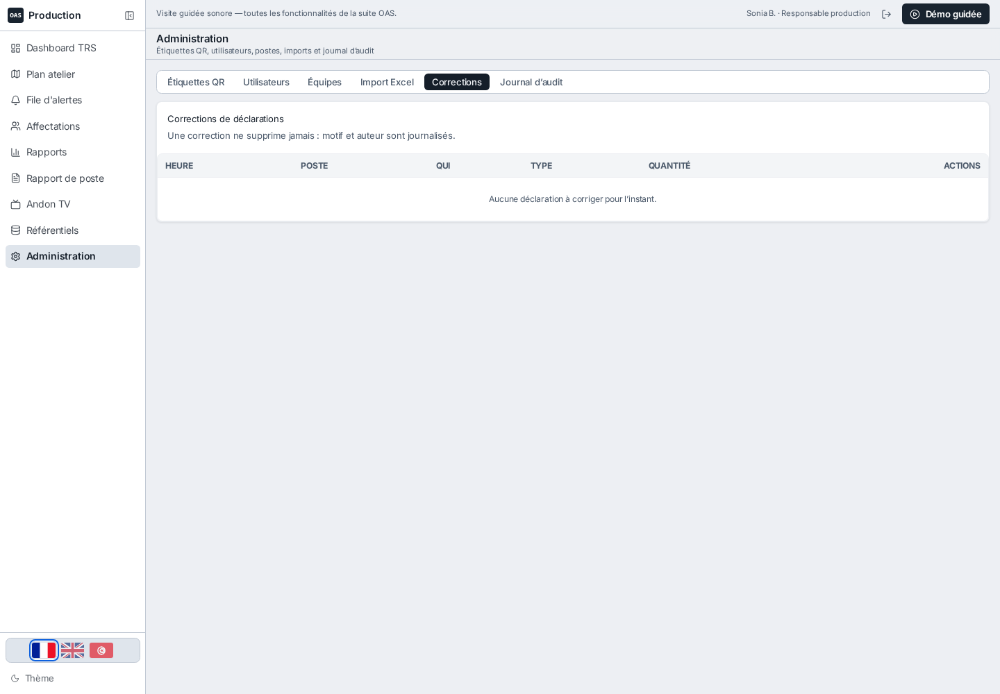 OAS Production
Dashboard TRS
Plan atelier
File d'alertes
Affectations
Rapports
Rapport de poste
Andon TV
Référentiels
Administration
Thème
Visite guidée sonore — toutes les fonctionnalités de la suite OAS.
Sonia B. · Responsable production
Démo guidée
Administration
Étiquettes QR, utilisateurs, postes, imports et journal d’audit
Étiquettes QR Utilisateurs Équipes Import Excel Corrections Journal d’audit
Corrections de déclarations
Une correction ne supprime jamais : motif et auteur sont journalisés.
HEURE POSTE QUI TYPE QUANTITÉ ACTIONS
Aucune déclaration à corriger pour l’instant.